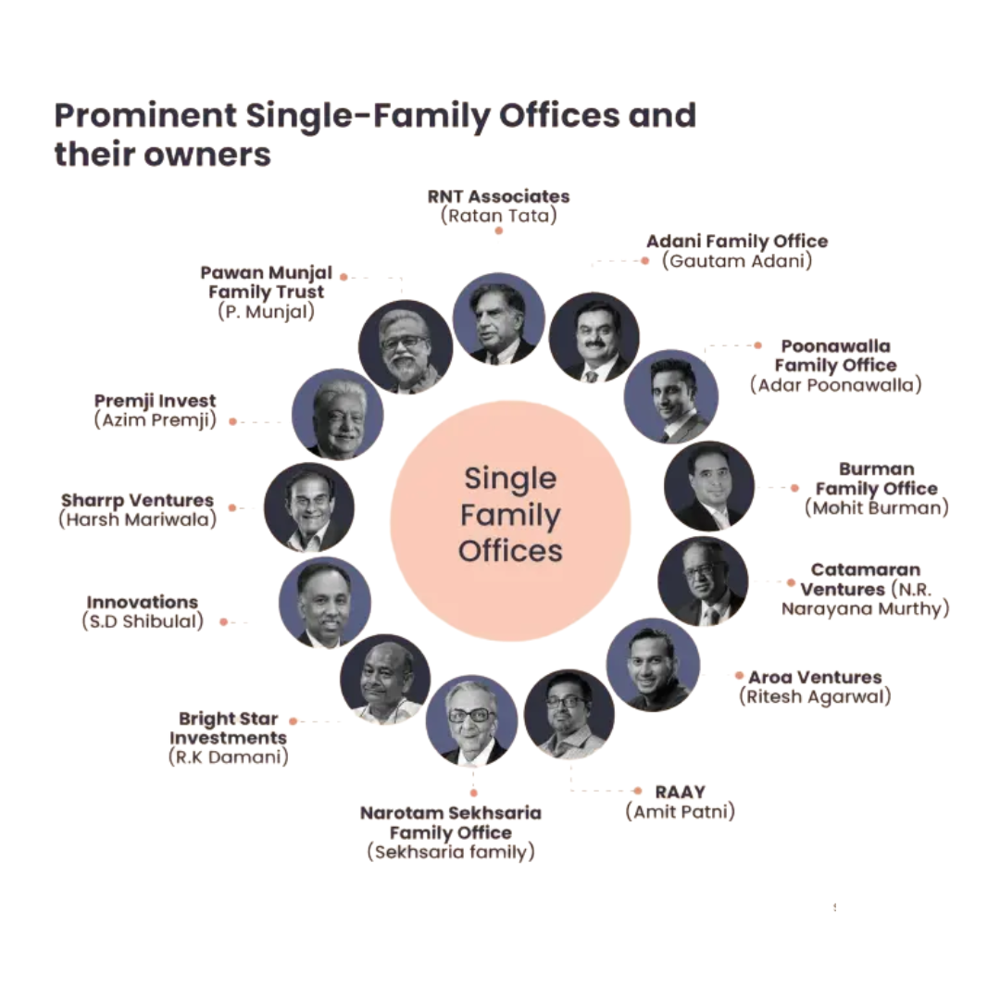 Prominent Single-Family Offices and
their owners
RNT Associates
(Ratan Tata)
Adani Family Office
(Gautam Adani)
Pawan Munjal
Family Trust
(P. Munjal)
Poonawalla
Family Office
(Adar Poonawalla)
Premji Invest
(Azim Premji)
Burman
Family Office
(Mohit Burman)
Sharrp Ventures
(Harsh Mariwala)
Single
Family
Offices
Catamaran
Ventures (N.R.
Narayana Murthy)
Innovations
(S.D Shibulal)
Aroa Ventures
(Ritesh Agarwal)
Bright Star
Investments
(R.K Damani)
RAAY
(Amit Patni)
Narotam Sekhsaria
Family Office
(Sekhsaria family)